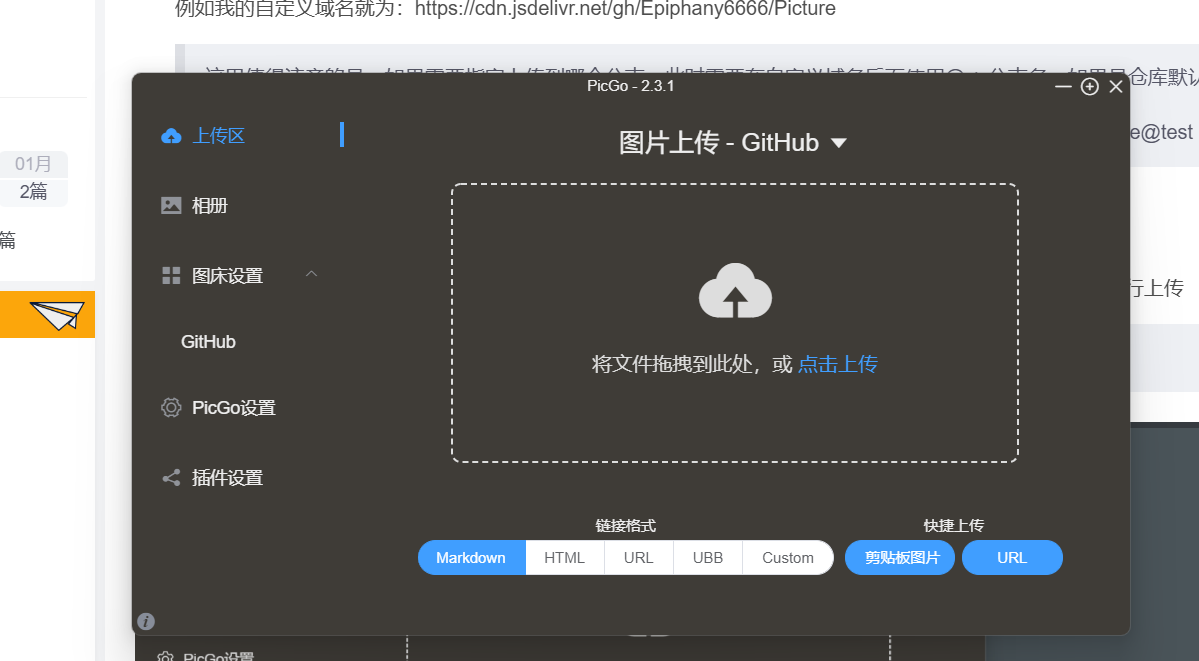 例如我的自定义域名就为：https://cdn.jsdelivr.net/gh/Epiphany6666/Picture
仓库默认
e@test
01月
2篇
篇
行上传
PicGo - 2.3.1
上传区
图片上传 - GitHub
相册
图床设置
GitHub
PicGo设置
插件设置
将文件拖拽到此处，或 点击上传
链接格式
快捷上传
Markdown HTML URL UBB Custom
剪贴板图片 URL
PicGo设置